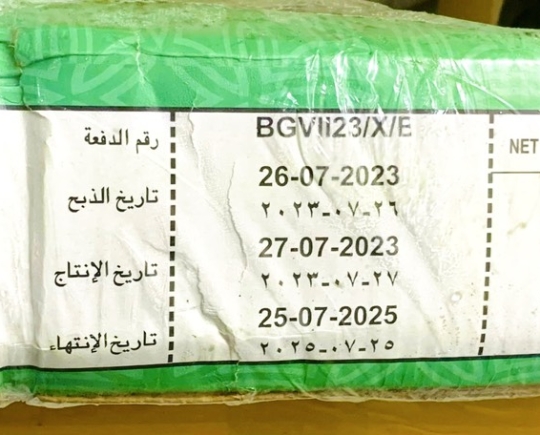 رقم الدفعة BGVIi23/X/E NET
تاريخ الذبح 26-07-2023
٢٠٢٣-٠٧-٢٦
تاريخ الإنتاج 27-07-2023
٢٠٢٣-٠٧-٢٧
تاريخ الإنتهاء 25-07-2025
٢٠٢٥-٠٧-٢٥